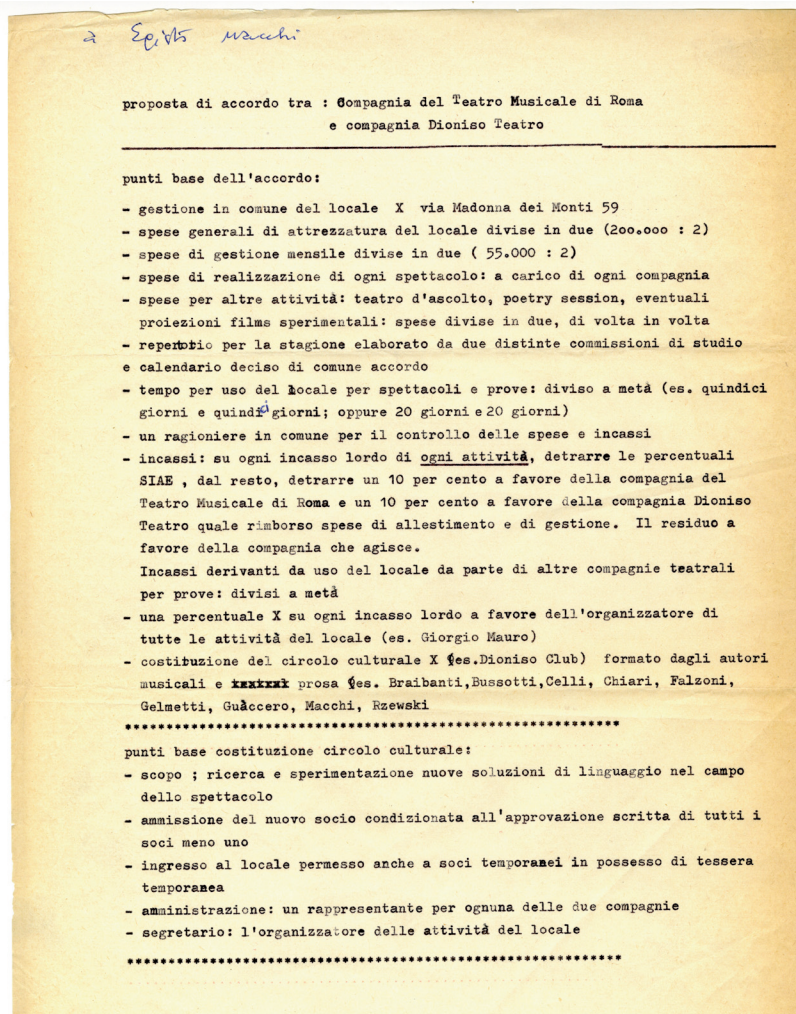 à Egisto Macchi
proposta di accordo tra : Compagnia del Teatro Musicale di Roma
e compagnia Dioniso Teatro
punti base dell'accordo:
- gestione in comune del locale X via Madonna dei Monti 59
- spese generali di attrezzatura del locale divise in due (200.000 : 2)
- spese di gestione mensile divise in due ( 55.000 : 2)
- spese di realizzazione di ogni spettacolo: a carico di ogni compagnia
- spese per altre attività: teatro d'ascolto, poetry session, eventuali
proiezioni films sperimentali: spese divise in due, di volta in volta
- repertotio per la stagione elaborato da due distinte commissioni di studio
e calendario deciso di comune accordo
- tempo per uso del locale per spettacoli e prove: diviso a metà (es. quindici
giorni e quindici giorni; oppure 20 giorni e 20 giorni)
- un ragioniere in comune per il controllo delle spese e incassi
- incassi: su ogni incasso lordo di ogni attività, detrarre le percentuali
SIAE , dal resto, detrarre un 10 per cento a favore della compagnia del
Teatro Musicale di Roma e un 10 per cento a favore della compagnia Dioniso
Teatro quale rimborso spese di allestimento e di gestione. Il residuo a
favore della compagnia che agisce.
Incassi derivanti da uso del locale da parte di altre compagnie teatrali
per prove: divisi a metà
- una percentuale X su ogni incasso lordo a favore dell'organizzatore di
tutte le attività del locale (es. Giorgio Mauro)
- costituzione del circolo culturale X (es.Dioniso Club) formato dagli autori
musicali e prosa (es. Braibanti,Bussotti,Celli, Chiari, Falzoni,
Gelmetti, Guàccero, Macchi, Rzewski
************************************************************
punti base costituzione circolo culturale:
- scopo ; ricerca e sperimentazione nuove soluzioni di linguaggio nel campo
dello spettacolo
- ammissione del nuovo socio condizionata all'approvazione scritta di tutti i
soci meno uno
- ingresso al locale permesso anche a soci temporanei in possesso di tessera
temporanea
- amministrazione: un rappresentante per ognuna delle due compagnie
- segretario: l'organizzatore delle attività del locale
************************************************************